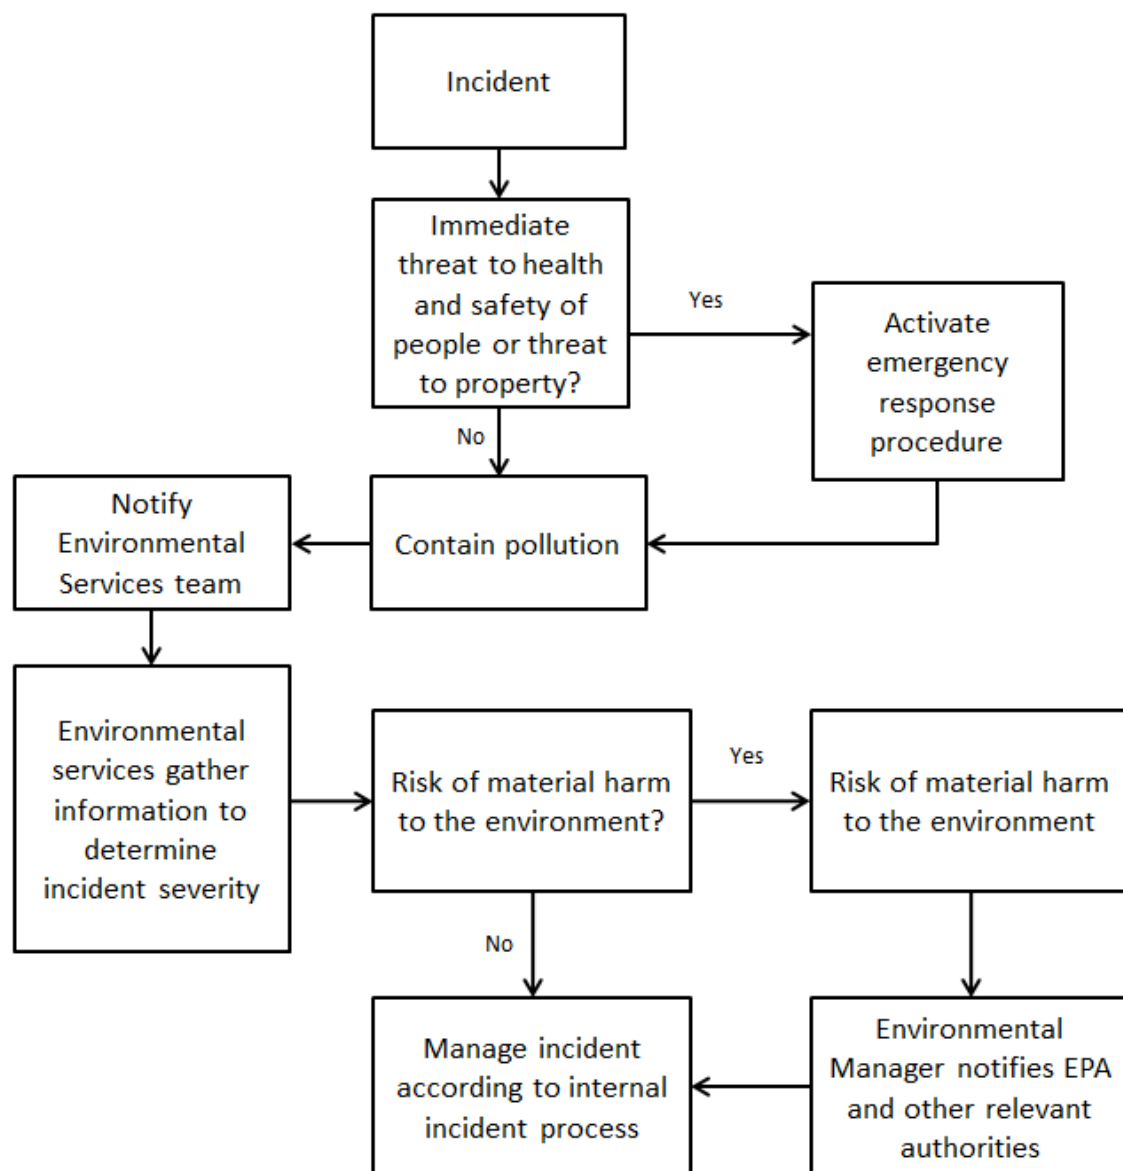 Incident
Immediate
threat to health
and safety of
people or threat
to property?
Yes
Activate
emergency
response
procedure
No
Notify
Environmental
Services team
Contain pollution
Environmental
services gather
information to
determine
incident severity
Risk of material harm
to the environment?
Yes
Risk of material harm
to the environment
No
Manage incident
according to internal
incident process
Environmental
Manager notifies EPA
and other relevant
authorities